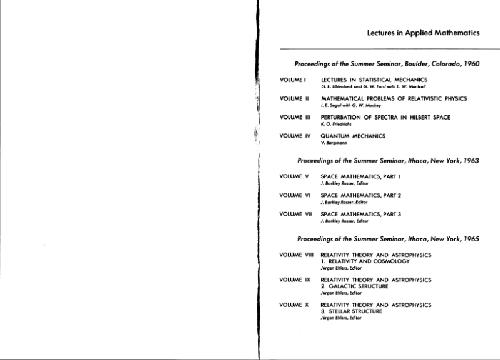 Lectures in Applied Mathematics
Proceedings of the Summer Seminar, Boulder, Colorado, 1960
VOLUME I LECTURES IN STATISTICAL MECHANICS
G. E. Uhlenbeck and G. W. Ford with E. W. Montroll
VOLUME II MATHEMATICAL PROBLEMS OF RELATIVISTIC PHYSICS
I. E. Segal with G. W. Mackey
VOLUME III PERTURBATION OF SPECTRA IN HILBERT SPACE
K. O. Friedrichs
VOLUME IV QUANTUM MECHANICS
V. Bargmann
Proceedings of the Summer Seminar, Ithaca, New York, 1963
VOLUME V SPACE MATHEMATICS, PART 1
J. Barkley Rosser, Editor
VOLUME VI SPACE MATHEMATICS, PART 2
J. Barkley Rosser, Editor
VOLUME VII SPACE MATHEMATICS, PART 3
J. Barkley Rosser, Editor
Proceedings of the Summer Seminar, Ithaca, New York, 1965
VOLUME VIII RELATIVITY THEORY AND ASTROPHYSICS
1. RELATIVITY AND COSMOLOGY
Jürgen Ehlers, Editor
VOLUME IX RELATIVITY THEORY AND ASTROPHYSICS
2. GALACTIC STRUCTURE
Jürgen Ehlers, Editor
VOLUME X RELATIVITY THEORY AND ASTROPHYSICS
3. STELLAR STRUCTURE
Jürgen Ehlers, Editor